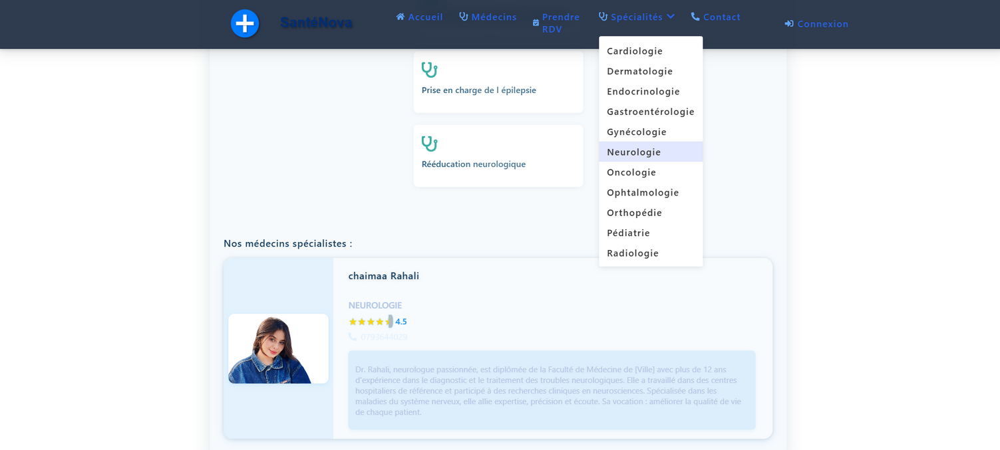 SantéNova
Accueil
Médecins
Prendre
RDV
Spécialités
Contact
Connexion
Cardiologie
Dermatologie
Endocrinologie
Gastroentérologie
Gynécologie
Neurologie
Oncologie
Ophtalmologie
Orthopédie
Pédiatrie
Radiologie
Prise en charge de l épilepsie
Rééducation neurologique
Nos médecins spécialistes :
chaimaa Rahali
NEUROLOGIE
4.5
0793644029
Dr. Rahali, neurologue passionnée, est diplômée de la Faculté de Médecine de [Ville] avec plus de 12 ans
d'expérience dans le diagnostic et le traitement des troubles neurologiques. Elle a travaillé dans des centres
hospitaliers de référence et participé à des recherches cliniques en neurosciences. Spécialisée dans les
maladies du système nerveux, elle allie expertise, précision et écoute. Sa vocation : améliorer la qualité de vie
de chaque patient.